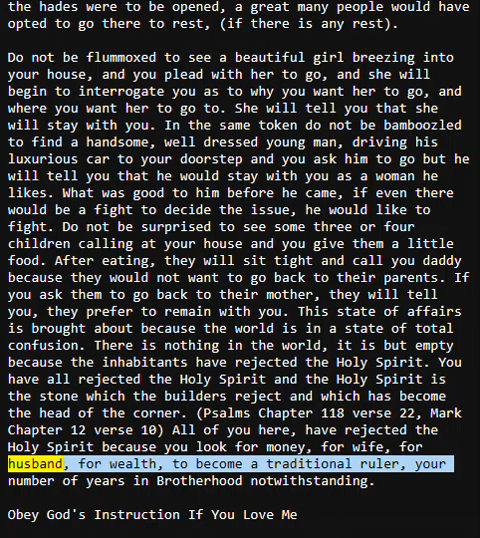 the hades were to be opened, a great many people would have
opted to go there to rest, (if there is any rest).
Do not be flummoxed to see a beautiful girl breezing into
your house, and you plead with her to go, and she will
begin to interrogate you as to why you want her to go, and
where you want her to go to. She will tell you that she
will stay with you. In the same token do not be bamboozled
to find a handsome, well dressed young man, driving his
luxurious car to your doorstep and you ask him to go but he
will tell you that he would stay with you as a woman he
likes. What was good to him before he came, if even there
would be a fight to decide the issue, he would like to
fight. Do not be surprised to see some three or four
children calling at your house and you give them a little
food. After eating, they will sit tight and call you daddy
because they would not want to go back to their parents. If
you ask them to go back to their mother, they will tell
you, they prefer to remain with you. This state of affairs
is brought about because the world is in a state of total
confusion. There is nothing in the world, it is but empty
because the inhabitants have rejected the Holy Spirit. You
have all rejected the Holy Spirit and the Holy Spirit is
the stone which the builders reject and which has become
the head of the corner. (Psalms Chapter 118 verse 22, Mark
Chapter 12 verse 10) All of you here, have rejected the
Holy Spirit because you look for money, for wife, for
husband, for wealth, to become a traditional ruler, your
number of years in Brotherhood notwithstanding.
Obey God's Instruction If You Love Me